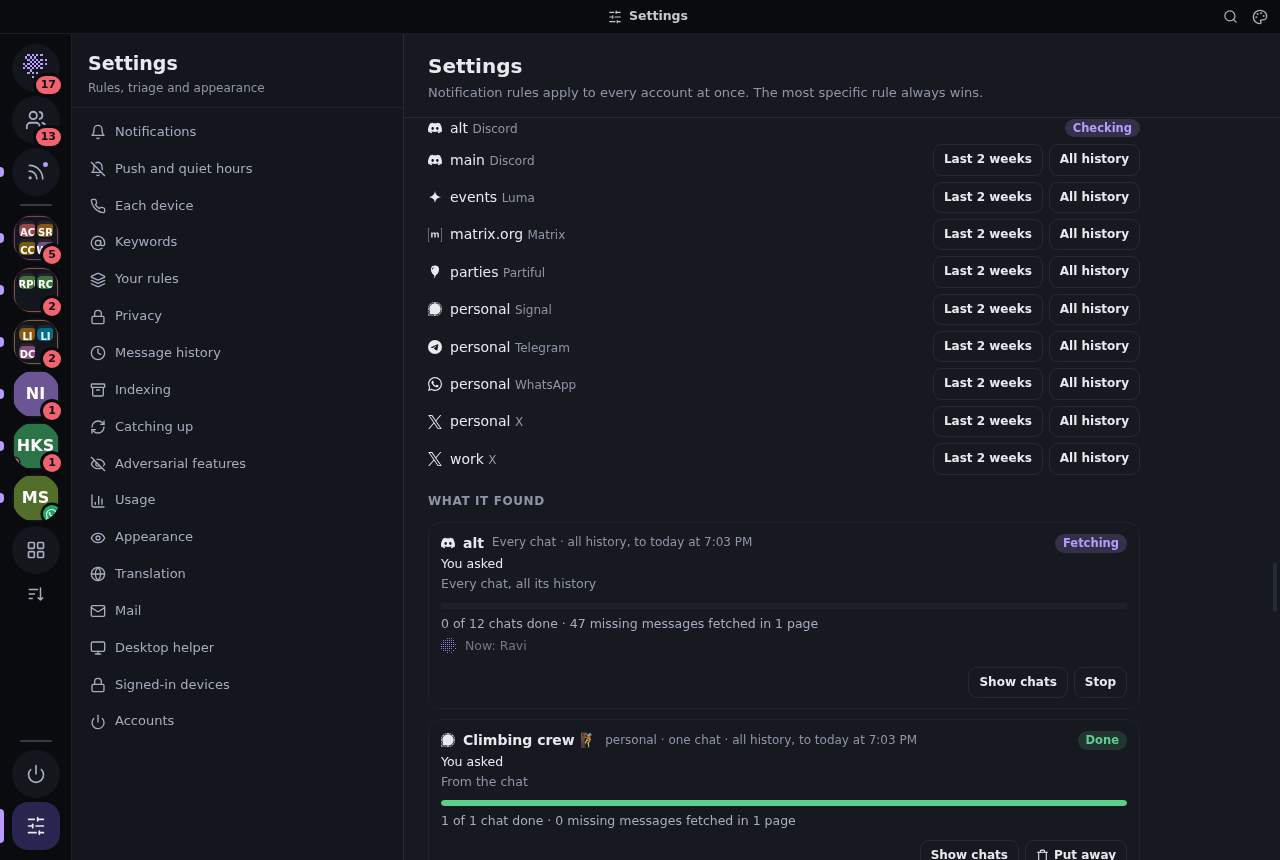 Settings
17
13
AC SR
CC
5
RP RC
2
LI LI
DC
2
NI
1
HKS
1
MS
Settings
Rules, triage and appearance
Notifications
Push and quiet hours
Each device
Keywords
Your rules
Privacy
Message history
Indexing
Catching up
Adversarial features
Usage
Appearance
Translation
Mail
Desktop helper
Signed-in devices
Accounts
Settings
Notification rules apply to every account at once. The most specific rule always wins.
alt Discord Checking
main Discord Last 2 weeks All history
events Luma Last 2 weeks All history
[m] matrix.org Matrix Last 2 weeks All history
parties Partiful Last 2 weeks All history
personal Signal Last 2 weeks All history
personal Telegram Last 2 weeks All history
personal WhatsApp Last 2 weeks All history
personal X Last 2 weeks All history
work X Last 2 weeks All history
WHAT IT FOUND
alt Every chat · all history, to today at 7:03 PM Fetching
You asked
Every chat, all its history
0 of 12 chats done · 47 missing messages fetched in 1 page
Now: Ravi
Show chats Stop
Climbing crew 🧗 personal · one chat · all history, to today at 7:03 PM Done
You asked
From the chat
1 of 1 chat done · 0 missing messages fetched in 1 page
Show chats Put away